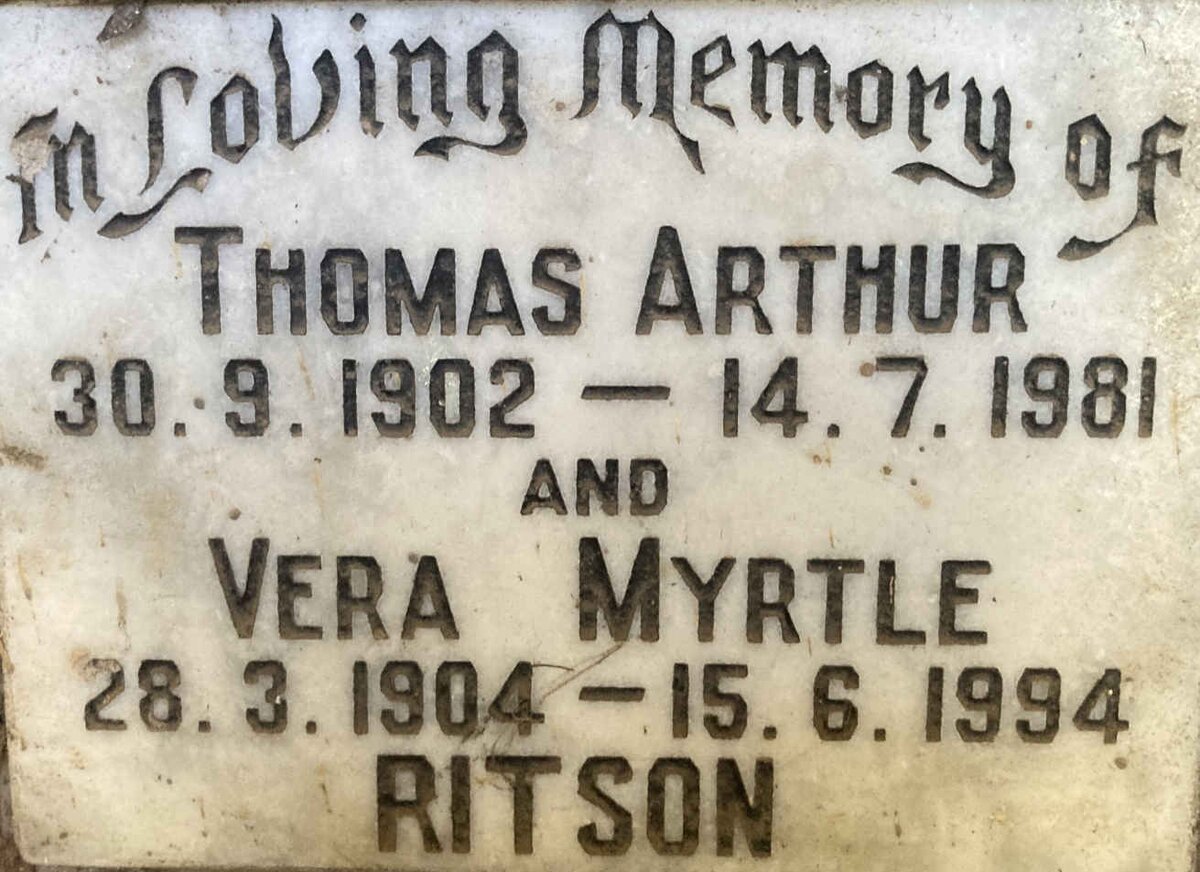 In Loving Memory of
THOMAS ARTHUR
30. 9. 1902 — 14. 7. 1981
AND
VERA MYRTLE
28. 3. 1904 — 15. 6. 1994
RITSON